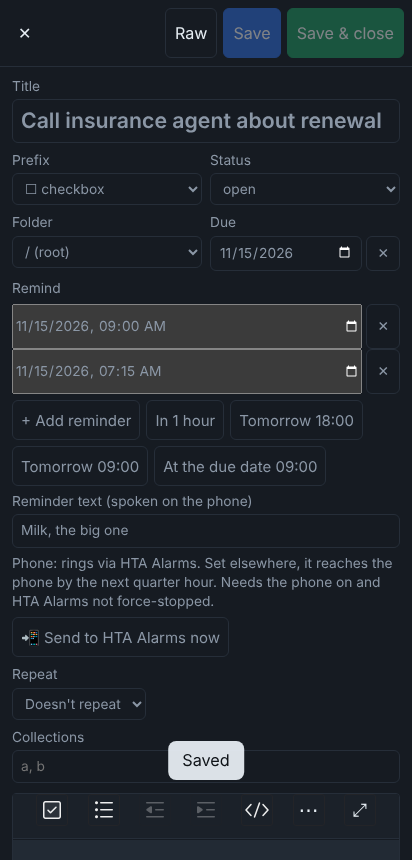 ✕ Raw Save Save & close
Title
Call insurance agent about renewal
Prefix Status
☐ checkbox open
Folder Due
/ (root) 11/15/2026 ✕
Remind
11/15/2026, 09:00 AM ✕
11/15/2026, 07:15 AM ✕
+ Add reminder In 1 hour Tomorrow 18:00
Tomorrow 09:00 At the due date 09:00
Reminder text (spoken on the phone)
Milk, the big one
Phone: rings via HTA Alarms. Set elsewhere, it reaches the
phone by the next quarter hour. Needs the phone on and
HTA Alarms not force-stopped.
📲 Send to HTA Alarms now
Repeat
Doesn't repeat
Collections
a, b
Saved